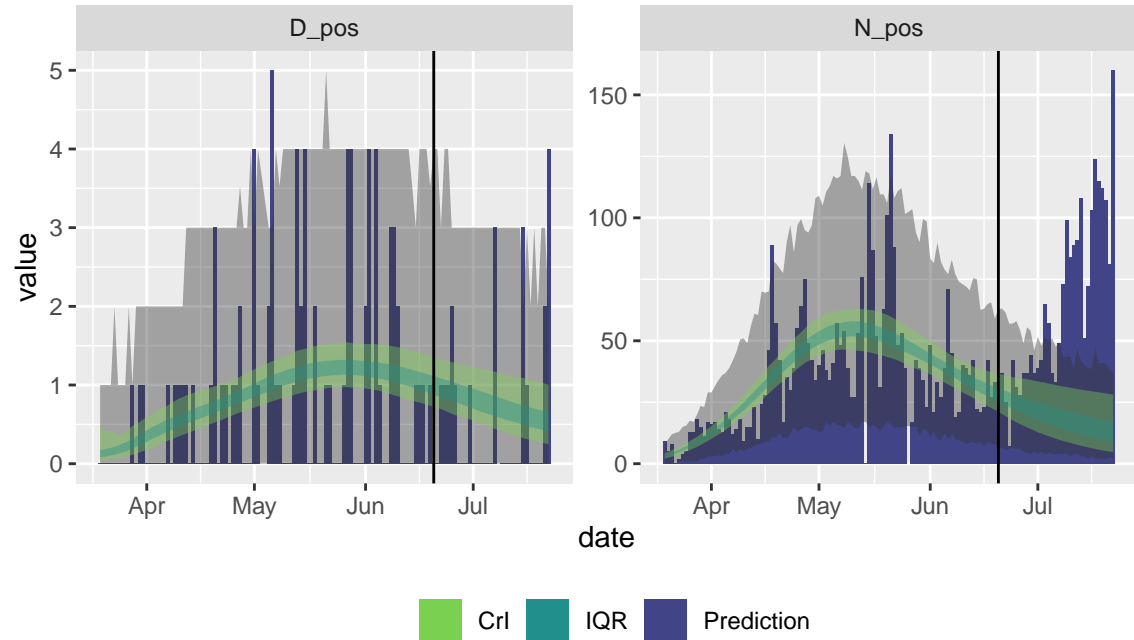 D_pos
N_pos
value
5
4
3
2
1
0
150
100
50
0
Apr
May
Jun
Jul
Apr
May
Jun
Jul
date
CrI
IQR
Prediction